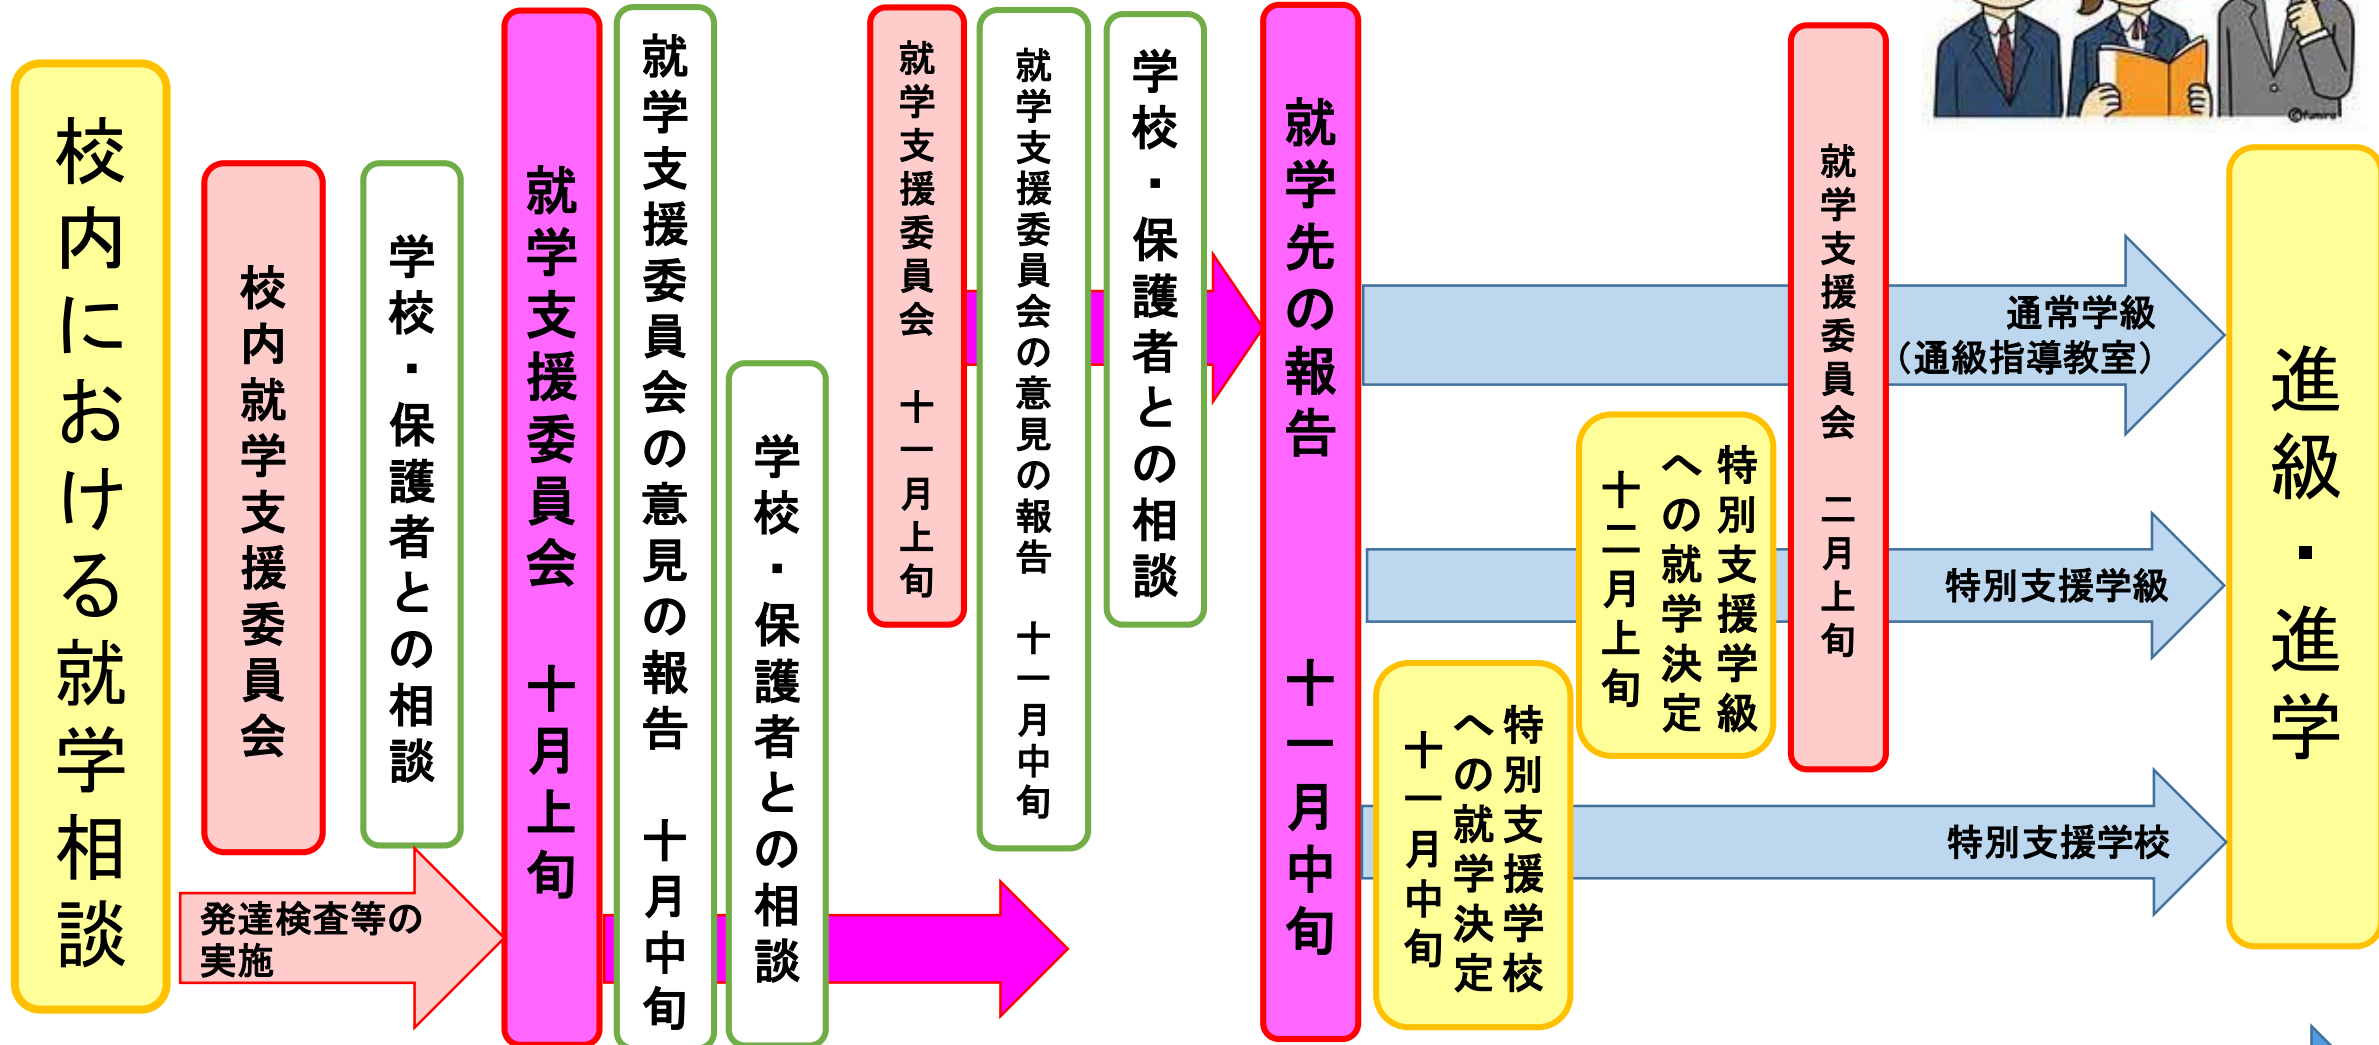 校内における就学相談
校内就学支援委員会
学校・保護者との相談
発達検査等の
実施
就学支援委員会　十月上旬
就学支援委員会の意見の報告　十月中旬
学校・保護者との相談
就学支援委員会　十一月上旬
就学支援委員会の意見の報告　十一月中旬
学校・保護者との相談
就学先の報告　十一月中旬
特別支援学校
への就学決定
十一月中旬
特別支援学級
への就学決定
十二月上旬
就学支援委員会　二月上旬
通常学級
（通級指導教室）
特別支援学級
特別支援学校
進級・進学
©fumira